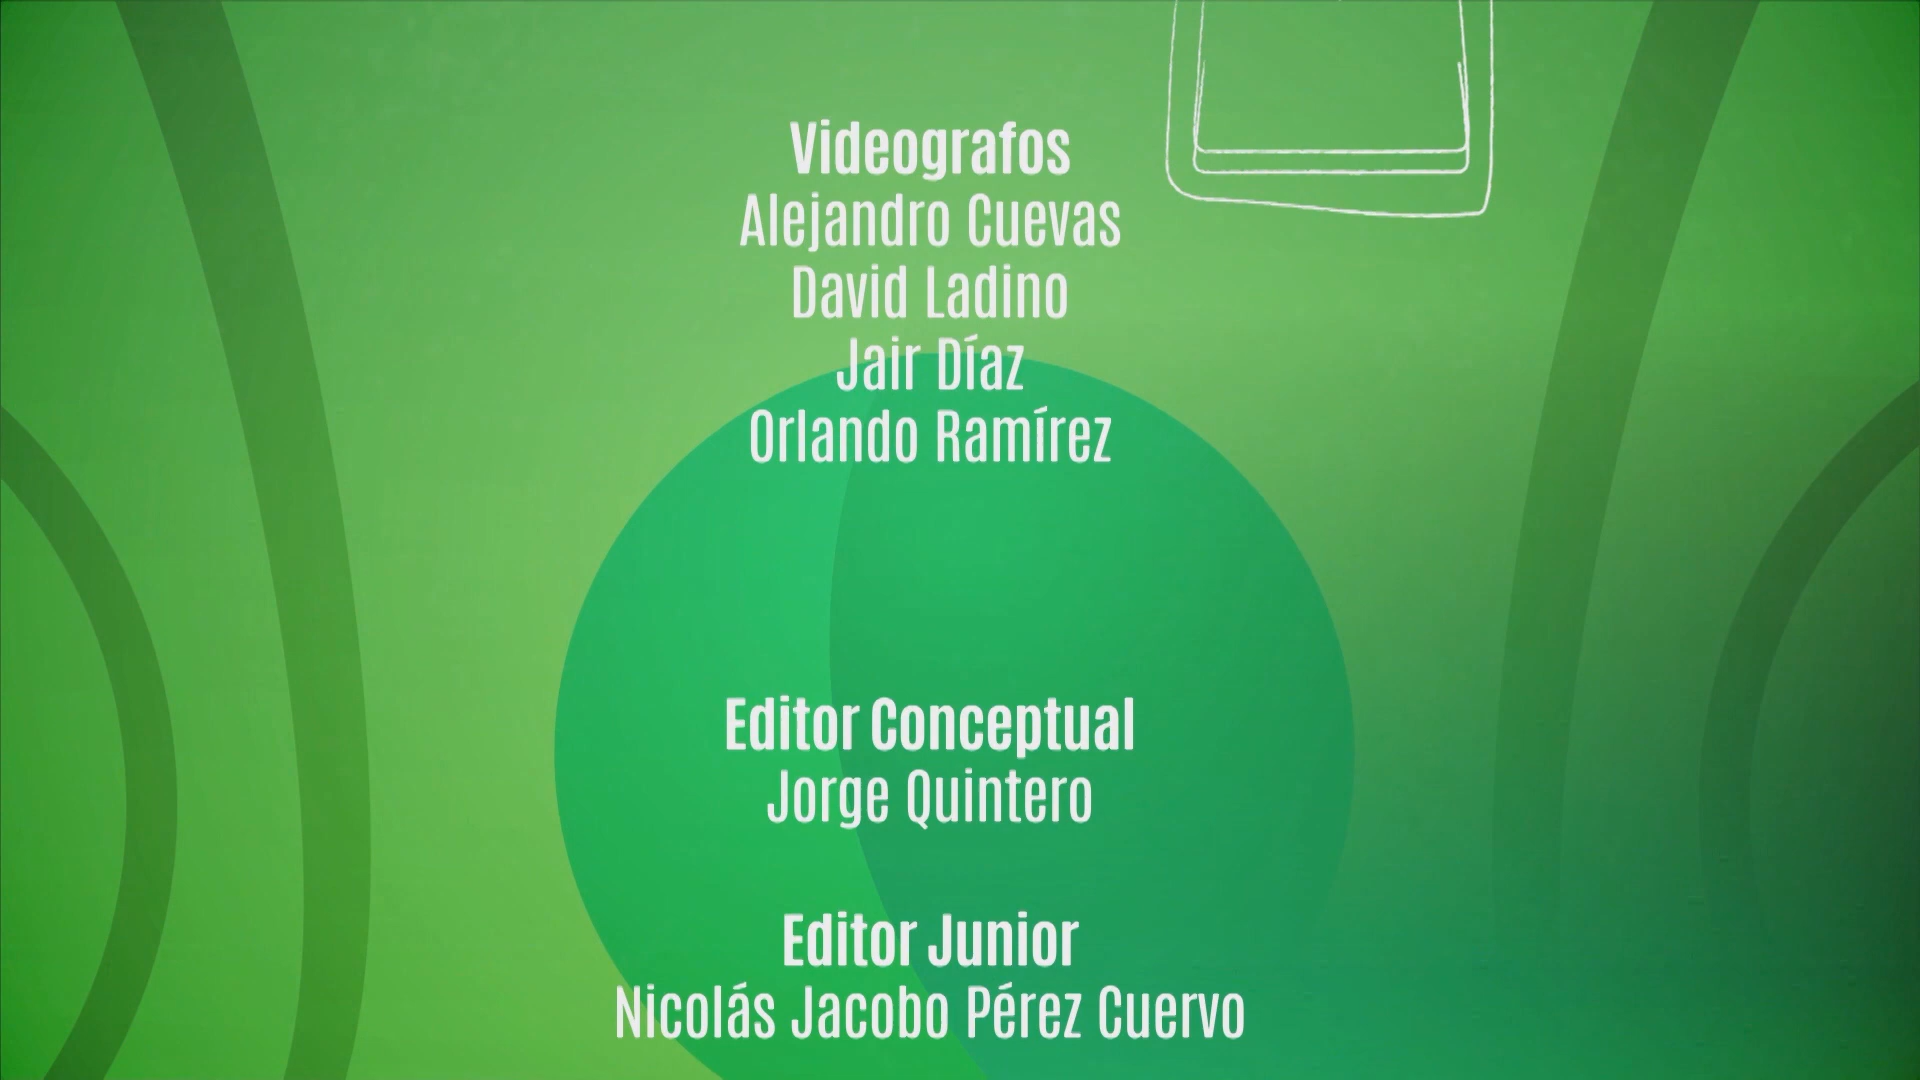 Videografos
Alejandro Cuevas
David Ladino
Jair Díaz
Orlando Ramírez
Editor Conceptual
Jorge Quintero
Editor Junior
Nicolás Jacobo Pérez Cuervo